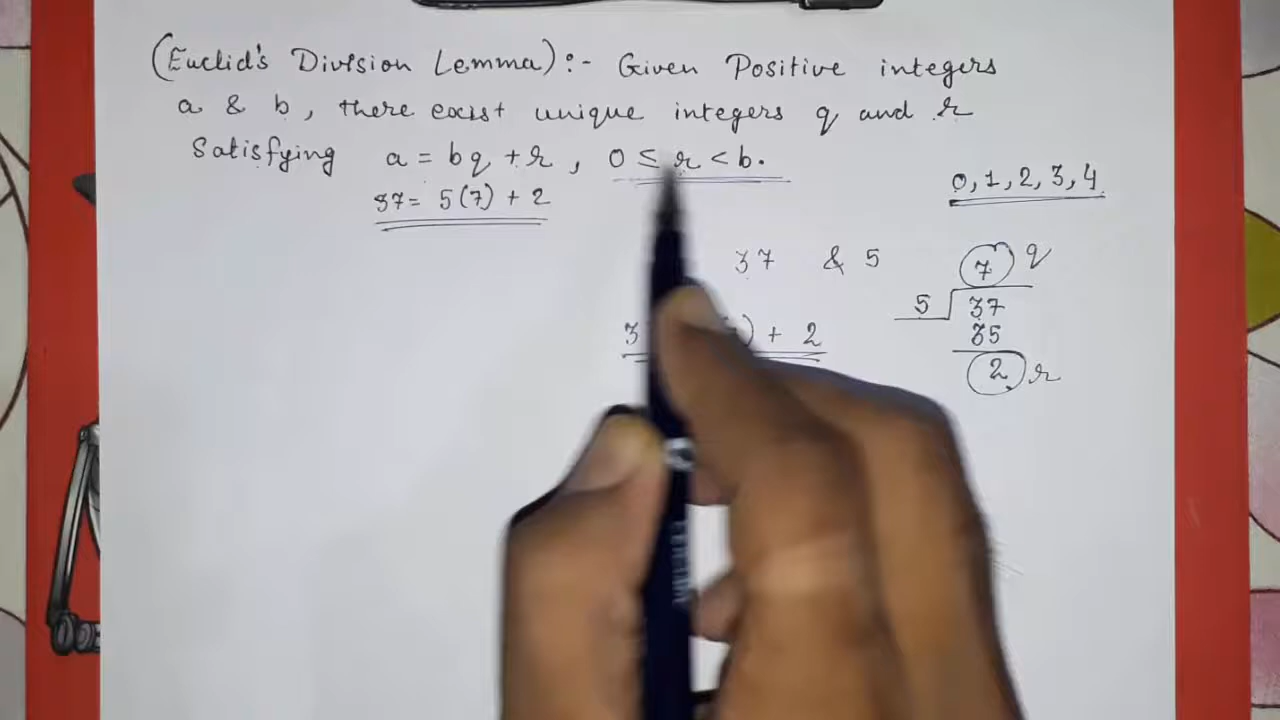 (Euclid's Division Lemma):- Given Positive integers
a & b, there exist unique integers q and r
Satisfying a = bq + r, 0 ≤ r < b.
37 = 5(7) + 2
0, 1, 2, 3, 4
37 & 5
3 ) + 2
7 q
5 37
35
2 r